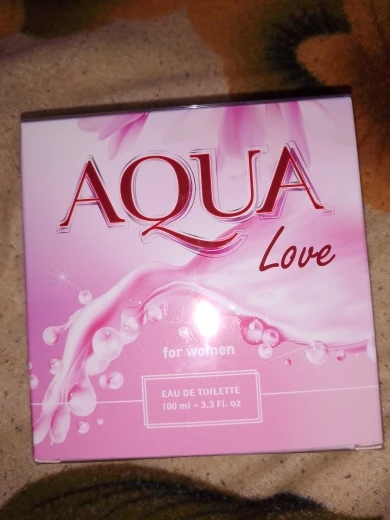 AQUA
Love
for women
EAU DE TOILETTE
100 ml - 3.3 Fl. oz